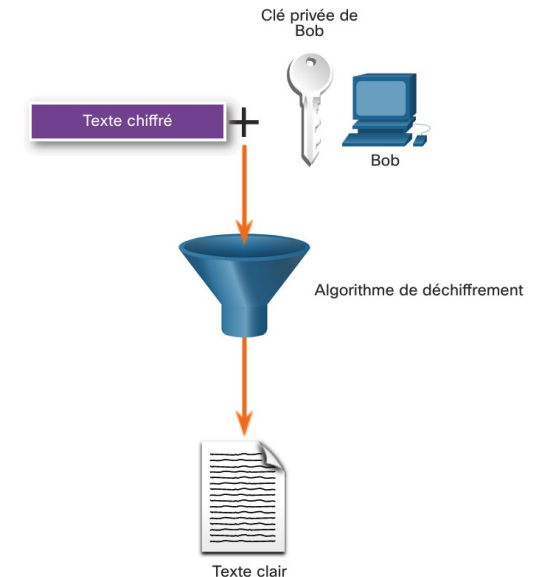 Clé privée de
Bob
Texte chiffré
Bob
Algorithme de déchiffrement
Texte clair